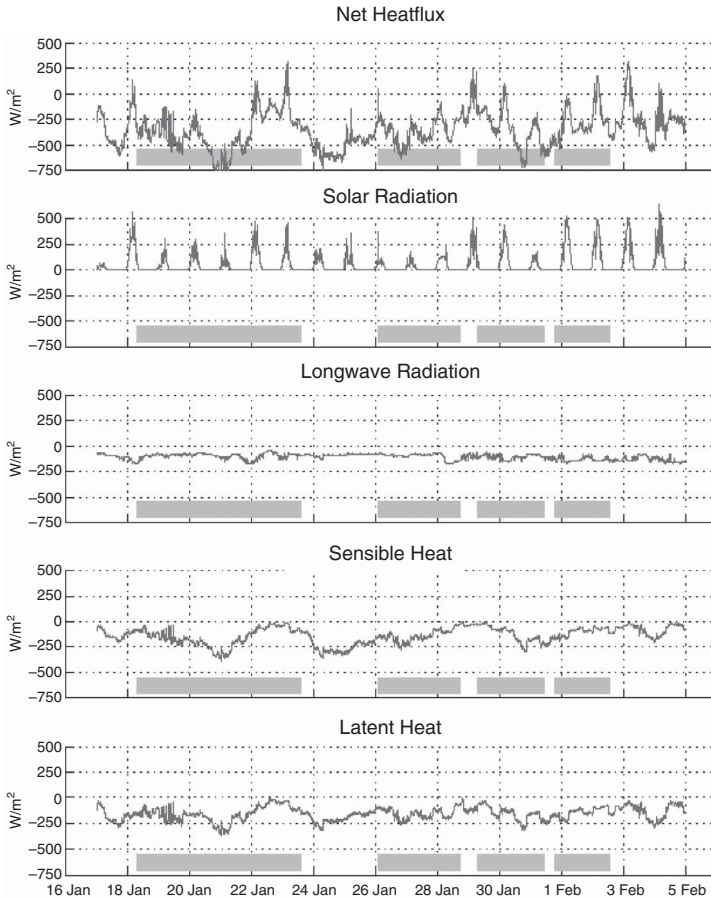 Net Heatflux
500
250
0
−250
−500
−750
W/m²
Solar Radiation
500
250
0
−250
−500
−750
W/m²
Longwave Radiation
500
250
0
−250
−500
−750
W/m²
Sensible Heat
500
250
0
−250
−500
−750
W/m²
Latent Heat
500
250
0
−250
−500
−750
W/m²
16 Jan 18 Jan 20 Jan 22 Jan 24 Jan 26 Jan 28 Jan 30 Jan 1 Feb 3 Feb 5 Feb